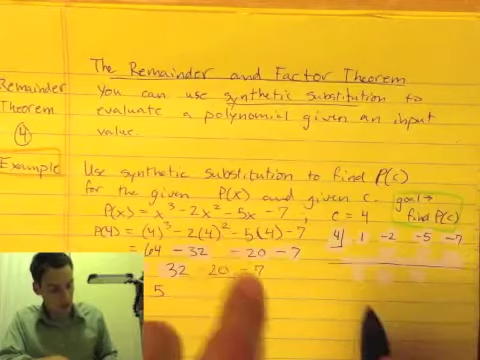 The Remainder and Factor Theorem
Remainder
Theorem
④
You can use synthetic substitution to
evaluate a polynomial given an input
value.
Example
Use synthetic substitution to find P(c)
for the given P(x) and given c.
goal →
find P(c)
P(x) = x³ - 2x² - 5x - 7 , c = 4
P(4) = (4)³ - 2(4)² - 5(4) - 7
= 64 - 32 - 20 - 7
32 - 20 - 7
5
4| 1 -2 -5 -7